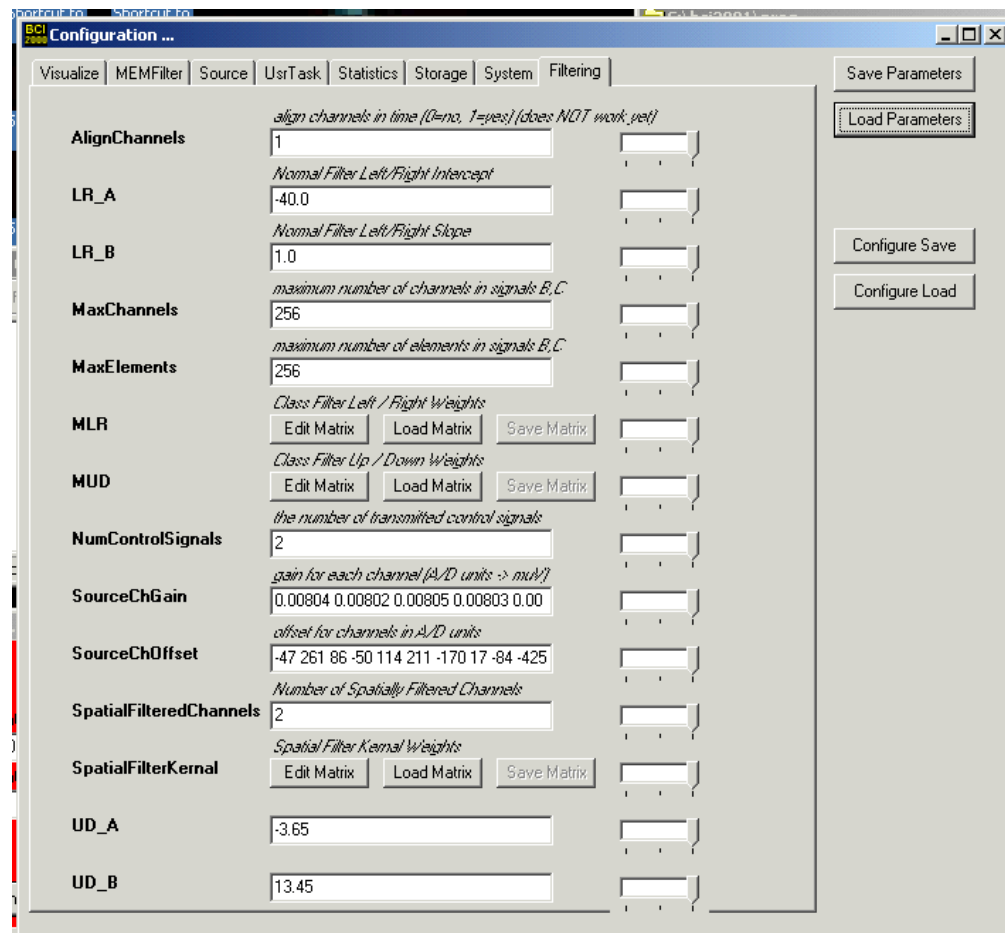 Shortcut to Shortcut to
BCI 2000 Configuration ...
Visualize MEMFilter Source UsrTask Statistics Storage System Filtering
Save Parameters
Load Parameters
Configure Save
Configure Load
align channels in time (0=no, 1=yes) (does NOT work yet)
AlignChannels 1
Normal Filter Left/Right Intercept
LR_A -40.0
Normal Filter Left/Right Slope
LR_B 1.0
maximum number of channels in signals B,C
MaxChannels 256
maximum number of elements in signals B,C
MaxElements 256
Class Filter Left / Right Weights
MLR Edit Matrix Load Matrix Save Matrix
Class Filter Up / Down Weights
MUD Edit Matrix Load Matrix Save Matrix
the number of transmitted control signals
NumControlSignals 2
gain for each channel (A/D units -> muV)
SourceChGain 0.00804 0.00802 0.00805 0.00803 0.00
offset for channels in A/D units
SourceChOffset -47 261 86 -50 114 211 -170 17 -84 -425
Number of Spatially Filtered Channels
SpatialFilteredChannels 2
Spatial Filter Kernal Weights
SpatialFilterKernal Edit Matrix Load Matrix Save Matrix
UD_A -3.65
UD_B 13.45